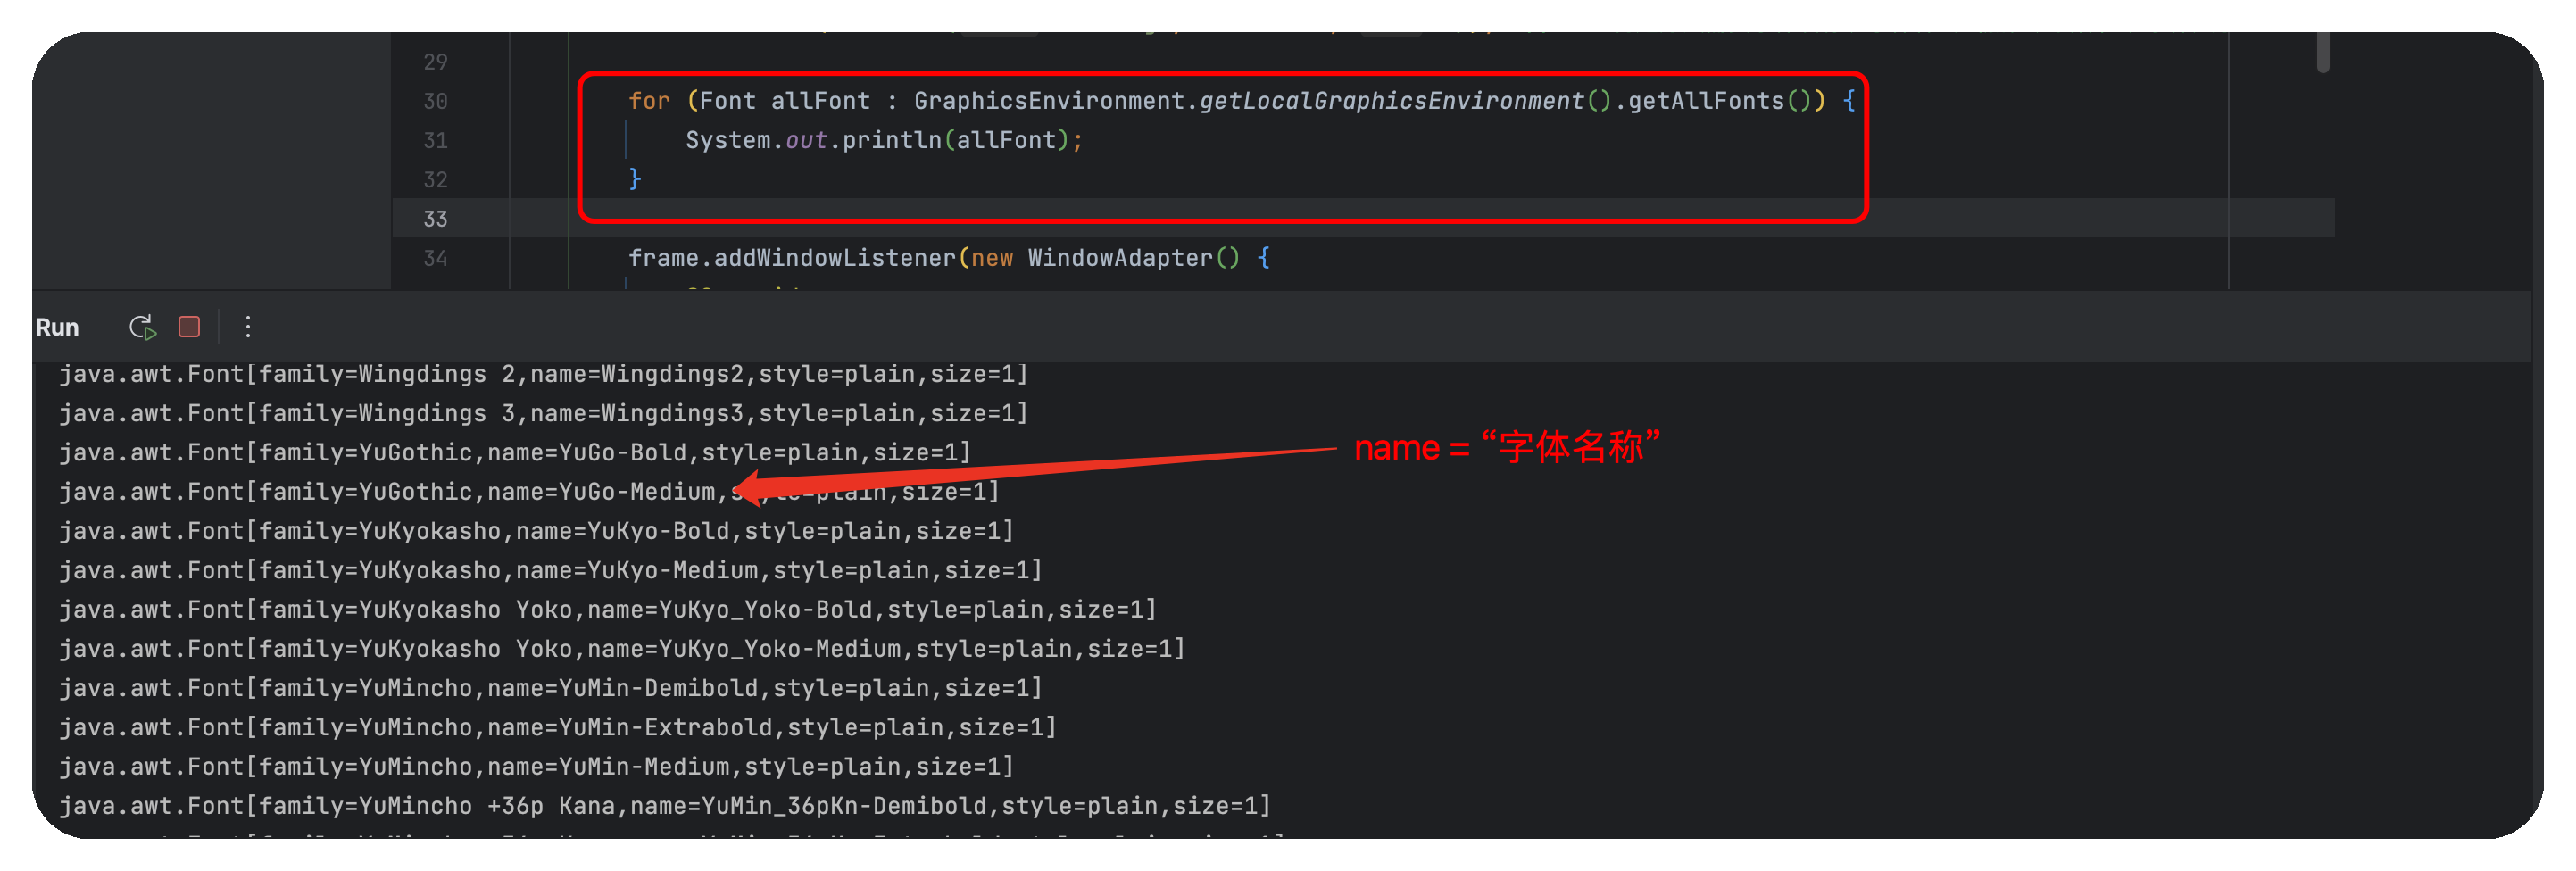 29
30 for (Font allFont : GraphicsEnvironment.getLocalGraphicsEnvironment().getAllFonts()) {
31 System.out.println(allFont);
32 }
33
34 frame.addWindowListener(new WindowAdapter() {
Run
java.awt.Font[family=Wingdings 2,name=Wingdings2,style=plain,size=1]
java.awt.Font[family=Wingdings 3,name=Wingdings3,style=plain,size=1]
java.awt.Font[family=YuGothic,name=YuGo-Bold,style=plain,size=1]
name = “字体名称”
java.awt.Font[family=YuGothic,name=YuGo-Medium,style=plain,size=1]
java.awt.Font[family=YuKyokasho,name=YuKyo-Bold,style=plain,size=1]
java.awt.Font[family=YuKyokasho,name=YuKyo-Medium,style=plain,size=1]
java.awt.Font[family=YuKyokasho Yoko,name=YuKyo_Yoko-Bold,style=plain,size=1]
java.awt.Font[family=YuKyokasho Yoko,name=YuKyo_Yoko-Medium,style=plain,size=1]
java.awt.Font[family=YuMincho,name=YuMin-Demibold,style=plain,size=1]
java.awt.Font[family=YuMincho,name=YuMin-Extrabold,style=plain,size=1]
java.awt.Font[family=YuMincho,name=YuMin-Medium,style=plain,size=1]
java.awt.Font[family=YuMincho +36p Kana,name=YuMin_36pKn-Demibold,style=plain,size=1]